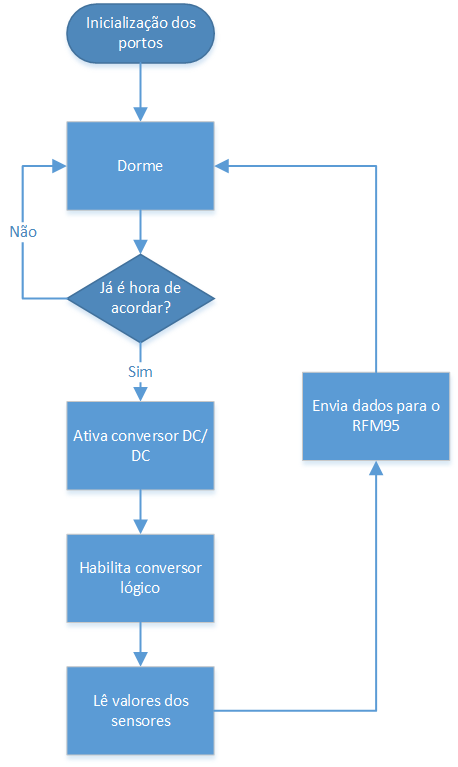 Inicialização dos
portos
Dorme
Não
Já é hora de
acordar?
Sim
Ativa conversor DC/
DC
Habilita conversor
lógico
Lê valores dos
sensores
Envia dados para o
RFM95